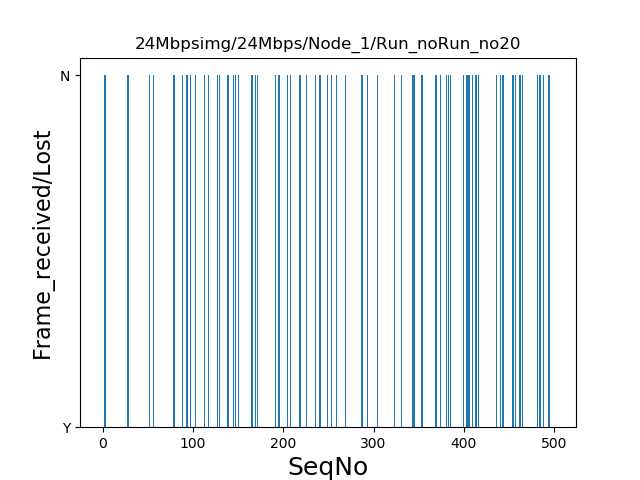 24Mbpsimg/24Mbps/Node_1/Run_noRun_no20
N
Frame_received/Lost
Y
0 100 200 300 400 500
SeqNo